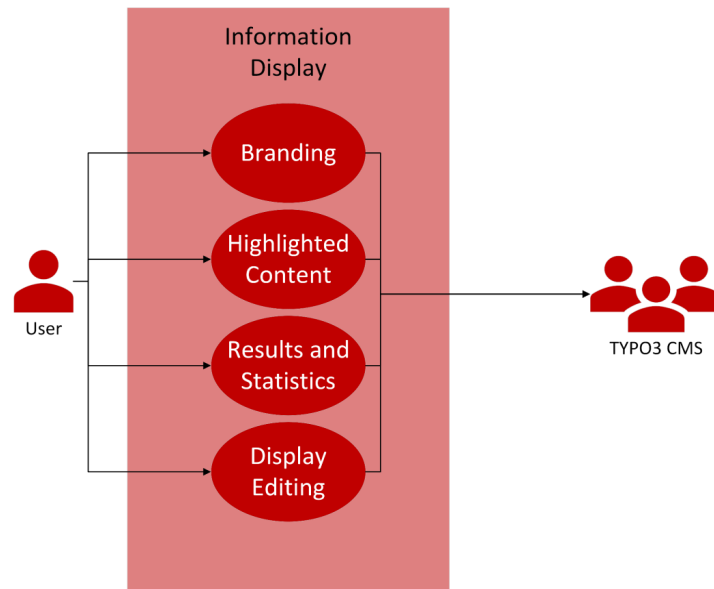 Information
Display
Branding
Highlighted
Content
User
Results and
Statistics
TYPO3 CMS
Display
Editing